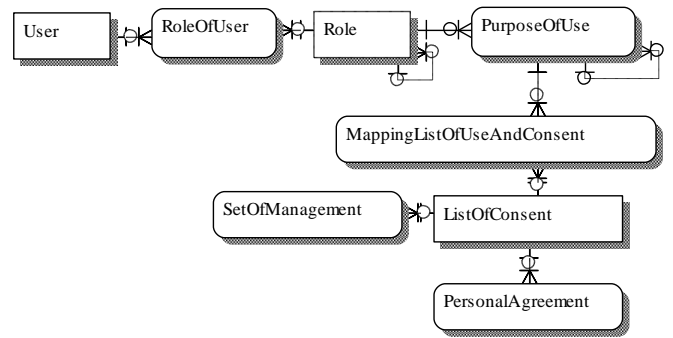 User
RoleOfUser
Role
PurposeOfUse
MappingListOfUseAndConsent
SetOfManagement
ListOfConsent
PersonalAgreement